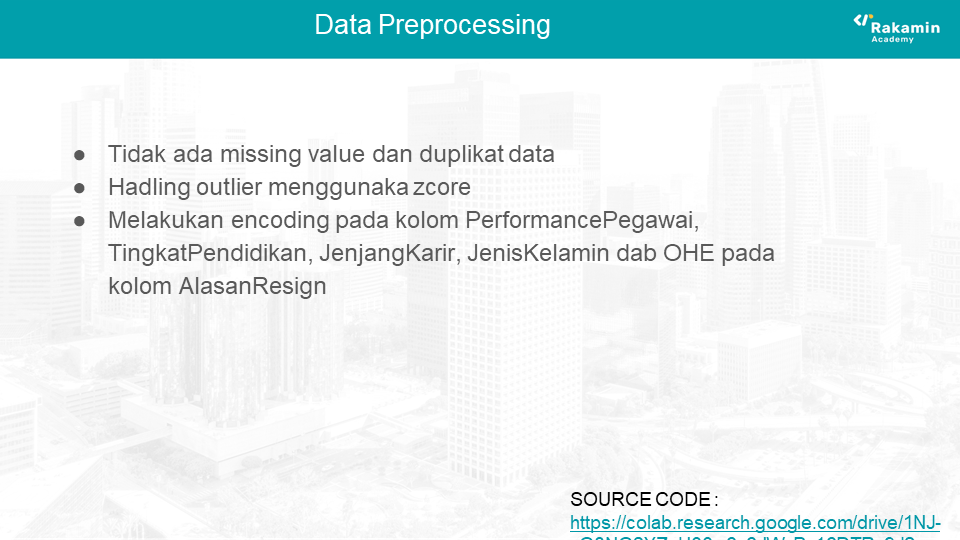 Data Preprocessing
Rakamin
Academy
● Tidak ada missing value dan duplikat data
● Hadling outlier menggunaka zcore
● Melakukan encoding pada kolom PerformancePegawai,
TingkatPendidikan, JenjangKarir, JenisKelamin dab OHE pada
kolom AlasanResign
SOURCE CODE :
https://colab.research.google.com/drive/1NJ-